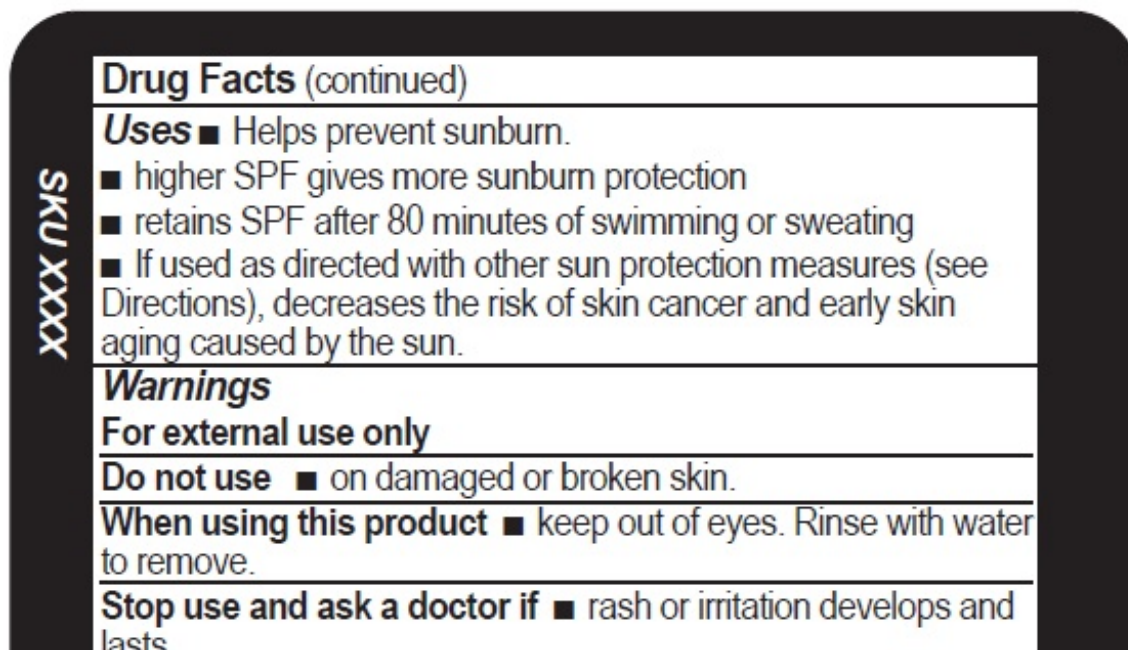 Drug Facts (continued)
Uses ■ Helps prevent sunburn.
■ higher SPF gives more sunburn protection
■ retains SPF after 80 minutes of swimming or sweating
■ If used as directed with other sun protection measures (see
Directions), decreases the risk of skin cancer and early skin
aging caused by the sun.
Warnings
For external use only
Do not use ■ on damaged or broken skin.
When using this product ■ keep out of eyes. Rinse with water
to remove.
Stop use and ask a doctor if ■ rash or irritation develops and
lasts
SKU XXXX